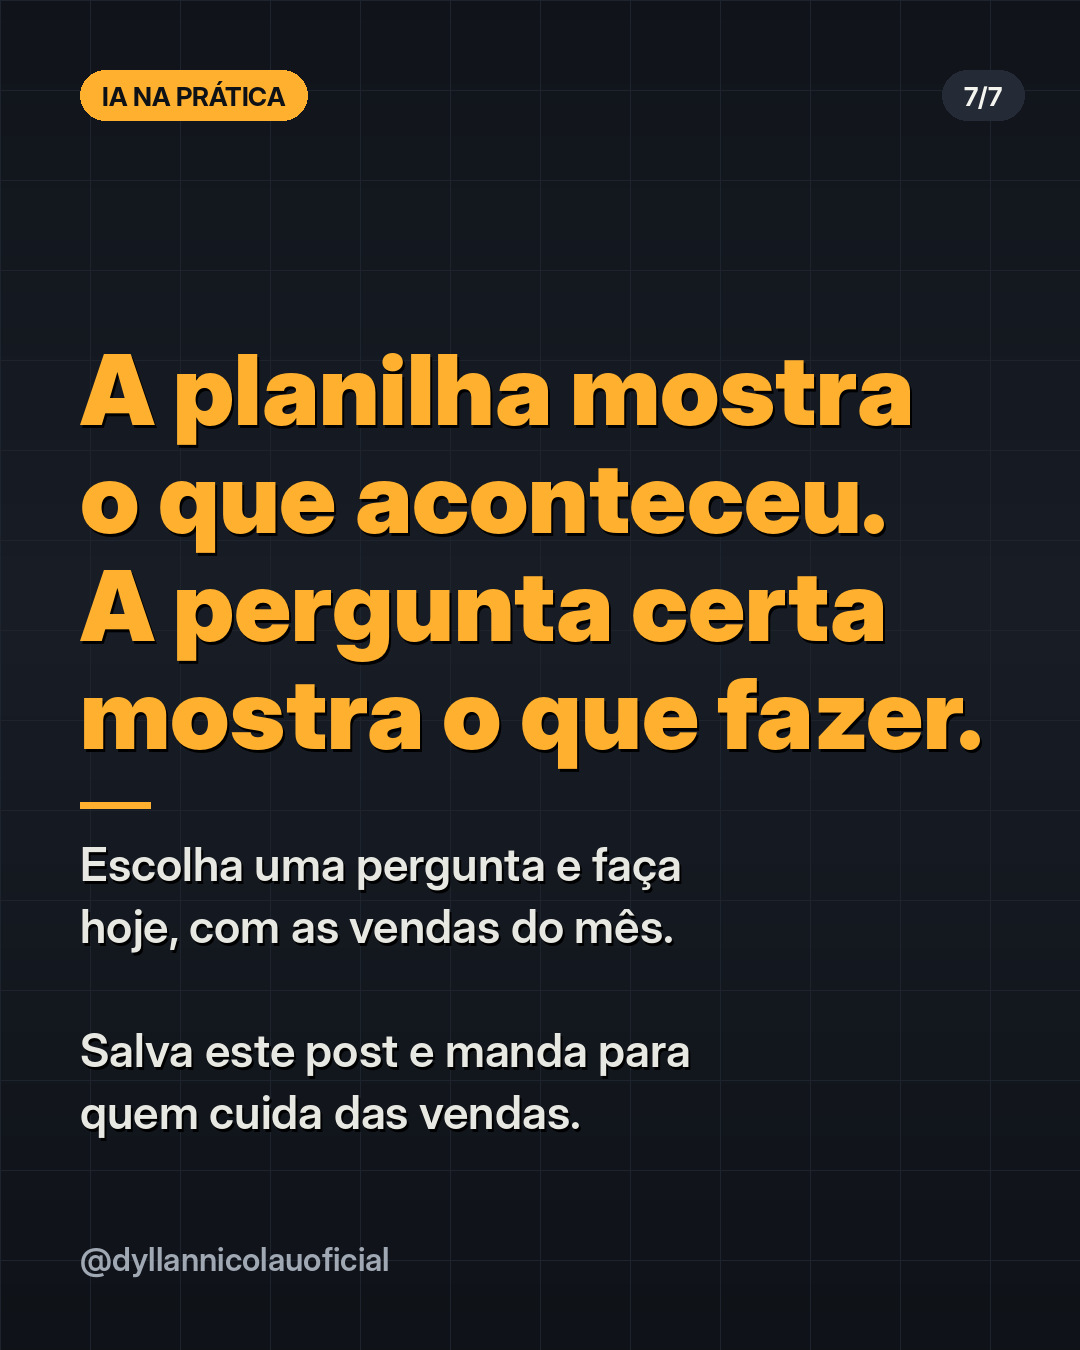 IA NA PRÁTICA
7/7
A planilha mostra
o que aconteceu.
A pergunta certa
mostra o que fazer.
Escolha uma pergunta e faça
hoje, com as vendas do mês.
Salva este post e manda para
quem cuida das vendas.
@dyllannicolauoficial